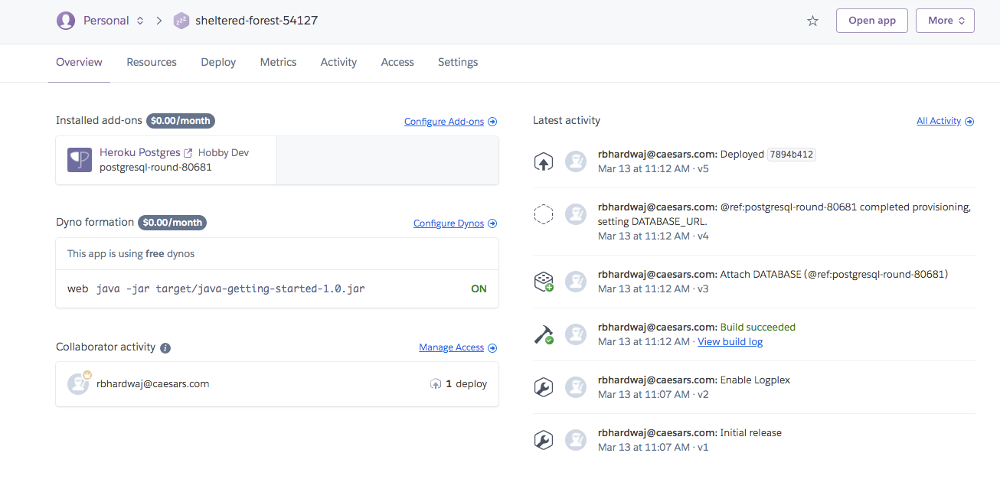 Personal sheltered-forest-54127
Open app
More
Overview Resources Deploy Metrics Activity Access Settings
Installed add-ons $0.00/month
Configure Add-ons
Heroku Postgres Hobby Dev
postgresql-round-80681
Dyno formation $0.00/month
Configure Dynos
This app is using free dynos
web java -jar target/java-getting-started-1.0.jar ON
Collaborator activity
Manage Access
rbhardwaj@caesars.com 1 deploy
Latest activity
All Activity
rbhardwaj@caesars.com: Deployed 7894b412
Mar 13 at 11:12 AM · v5
rbhardwaj@caesars.com: @ref:postgresql-round-80681 completed provisioning,
setting DATABASE_URL.
Mar 13 at 11:12 AM · v4
rbhardwaj@caesars.com: Attach DATABASE (@ref:postgresql-round-80681)
Mar 13 at 11:12 AM · v3
rbhardwaj@caesars.com: Build succeeded
Mar 13 at 11:12 AM · View build log
rbhardwaj@caesars.com: Enable Logplex
Mar 13 at 11:07 AM · v2
rbhardwaj@caesars.com: Initial release
Mar 13 at 11:07 AM · v1